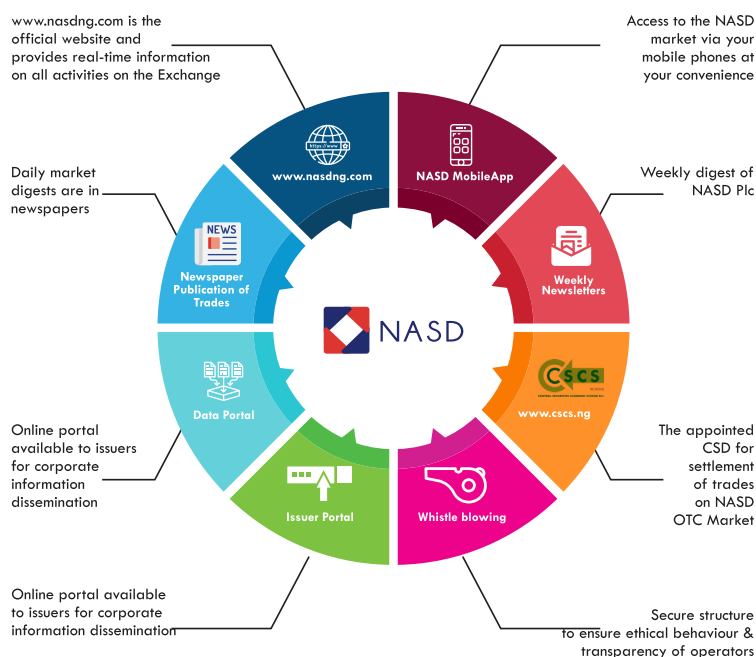 www.nasdng.com is the
official website and
provides real-time information
on all activities on the Exchange
Access to the NASD
market via your
mobile phones at
your convenience
https://www
www.nasdng.com
NASD MobileApp
Daily market
digests are in
newspapers
Weekly digest of
NASD Plc
NEWS
Newspaper
Publication of
Trades
Weekly
Newsletters
NASD
CSCS
www.cscs.ng
Data Portal
Online portal
available to issuers
for corporate
information
dissemination
The appointed
CSD for
settlement
of trades
on NASD
OTC Market
Issuer Portal
Whistle blowing
Online portal available
to issuers for corporate
information dissemination
Secure structure
to ensure ethical behaviour &
transparency of operators